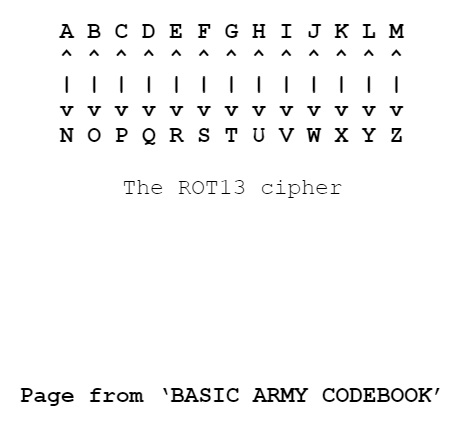 A B C D E F G H I J K L M
^ ^ ^ ^ ^ ^ ^ ^ ^ ^ ^ ^ ^
| | | | | | | | | | | | |
v v v v v v v v v v v v v
N O P Q R S T U V W X Y Z
The ROT13 cipher
Page from ‘BASIC ARMY CODEBOOK’